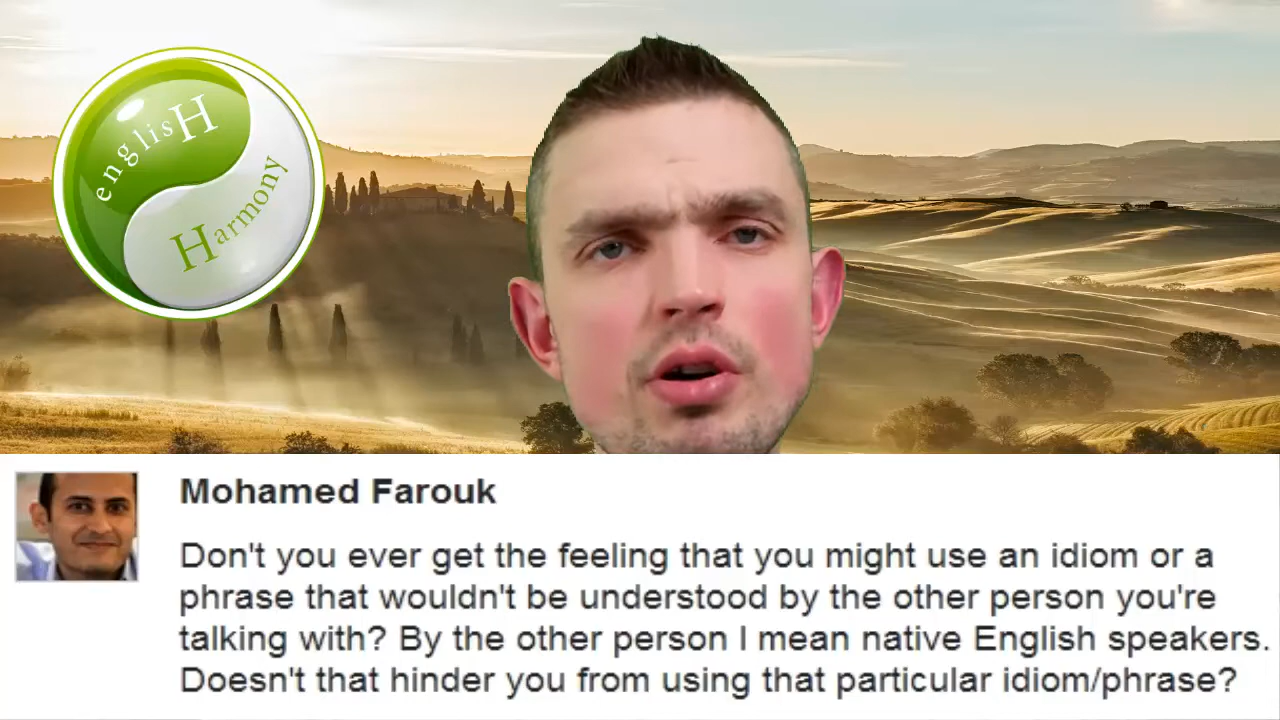 englisH
Harmony
Mohamed Farouk
Don't you ever get the feeling that you might use an idiom or a
phrase that wouldn't be understood by the other person you're
talking with? By the other person I mean native English speakers.
Doesn't that hinder you from using that particular idiom/phrase?